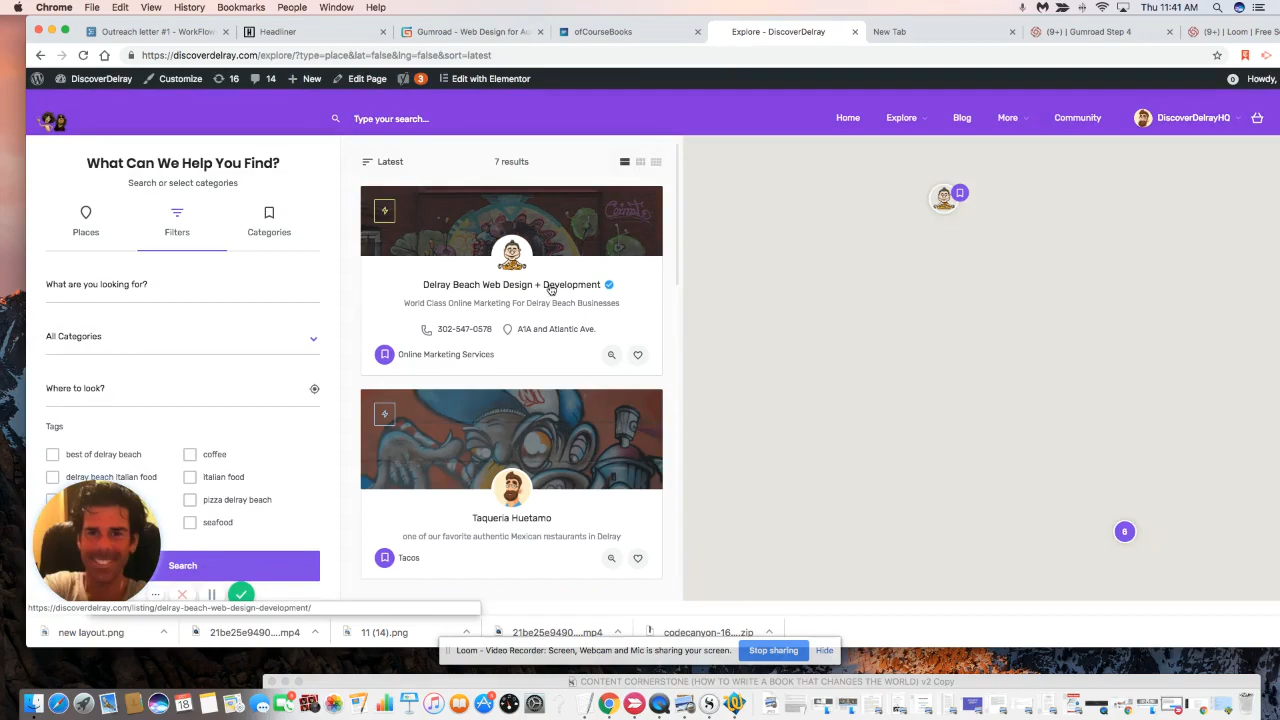 Chrome File Edit View History Bookmarks People Window Help Thu 11:41 AM
Outreach letter #1 - WorkFlow Headliner Gumroad - Web Design for Au ofCourseBooks Explore - DiscoverDelray New Tab (9+) Gumroad Step 4 (9+) Loom | Free S
https://discoverdelray.com/explore/?type=place&lat=false&lng=false&sort=latest
DiscoverDelray Customize 16 14 New Edit Page 3 Edit with Elementor 0 Howdy,
Type your search... Home Explore Blog More Community DiscoverDelrayHQ
What Can We Help You Find?
Search or select categories
Places Filters Categories
What are you looking for?
All Categories
Where to look?
Tags
best of delray beach coffee
delray beach italian food italian food
pizza delray beach
seafood
Search
Latest 7 results
Delray Beach Web Design + Development
World Class Online Marketing For Delray Beach Businesses
302-547-0578 A1A and Atlantic Ave.
Online Marketing Services
Taqueria Huetamo
one of our favorite authentic Mexican restaurants in Delray
Tacos
6
https://discoverdelray.com/listing/delray-beach-web-design-development/
new layout.png 21be25e9490....mp4 11 (14).png 21be25e9490....mp4 codecanyon-16....zip
Loom - Video Recorder: Screen, Webcam and Mic is sharing your screen. Stop sharing Hide
CONTENT CORNERSTONE (HOW TO WRITE A BOOK THAT CHANGES THE WORLD) v2 Copy
18